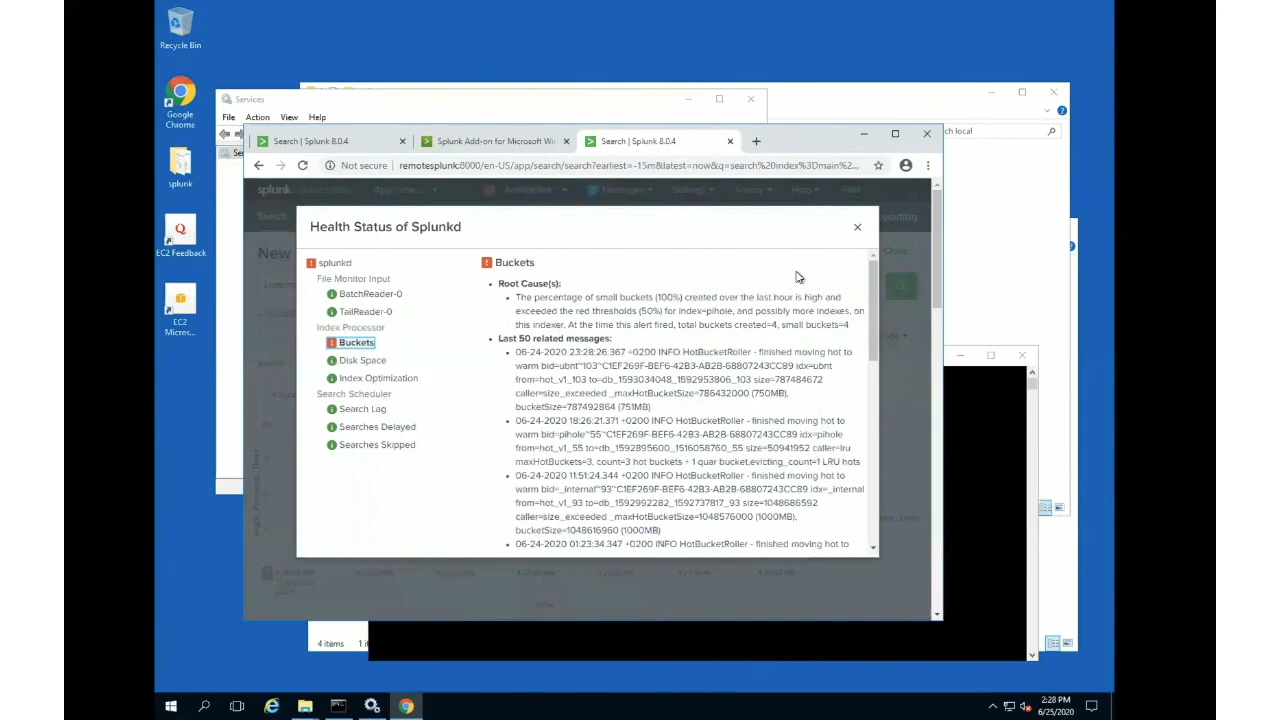 Recycle Bin
Google
Chrome
splunk
EC2 Feedback
EC2
Micros...
Services
File Action View Help
Search | Splunk 8.0.4
Splunk Add-on for Microsoft Wi
Search | Splunk 8.0.4
Not secure
remotesplunk:8000/en-US/app/search/search?earliest=-15m&latest=now&q=search%20index%3Dmain%2...
ch local
splunk
Messages
Settings
Help
Search
New
Close
Health Status of Splunkd
splunkd
File Monitor Input
BatchReader-0
TailReader-0
Index Processor
Buckets
Disk Space
Index Optimization
Search Scheduler
Search Lag
Searches Delayed
Searches Skipped
Buckets
• Root Cause(s):
• The percentage of small buckets (100%) created over the last hour is high and
exceeded the red thresholds (50%) for index=pihole, and possibly more indexes, on
this indexer. At the time this alert fired, total buckets created=4, small buckets=4
• Last 50 related messages:
• 06-24-2020 23:28:26.367 +0200 INFO HotBucketRoller - finished moving hot to
warm bid=ubnt~103~C1EF269F-BEF6-42B3-AB2B-68807243CC89 idx=ubnt
from=hot_v1_103 to=db_1593034048_1592953806_103 size=787484672
caller=size_exceeded _maxHotBucketSize=786432000 (750MB),
bucketSize=787492864 (751MB)
• 06-24-2020 18:26:21.371 +0200 INFO HotBucketRoller - finished moving hot to
warm bid=pihole~55~C1EF269F-BEF6-42B3-AB2B-68807243CC89 idx=pihole
from=hot_v1_55 to=db_1592895600_1516058760_55 size=50941952 caller=lru
maxHotBuckets=3, count=3 hot buckets + 1 quar bucket,evicting_count=1 LRU hots
• 06-24-2020 11:51:24.344 +0200 INFO HotBucketRoller - finished moving hot to
warm bid=_internal~93~C1EF269F-BEF6-42B3-AB2B-68807243CC89 idx=_internal
from=hot_v1_93 to=db_1592992282_1592737817_93 size=1048686592
caller=size_exceeded _maxHotBucketSize=1048576000 (1000MB),
bucketSize=1048616960 (1000MB)
• 06-24-2020 01:23:34.347 +0200 INFO HotBucketRoller - finished moving hot to
4 items
2:28 PM
6/25/2020